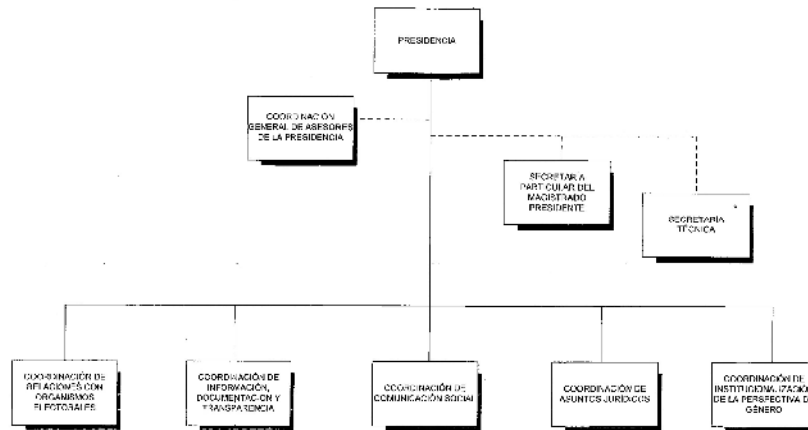 PRESIDENCIA
COORDINACIÓN
GENERAL DE ASESORES
DE LA PRESIDENCIA
SECRETARIA
PARTICULAR DEL
MAGISTRADO
PRESIDENTE
SECRETARÍA
TÉCNICA
COORDINACIÓN DE
RELACIONES CON
ORGANISMOS
ELECTORALES
COORDINACIÓN DE
INFORMACIÓN,
DOCUMENTACIÓN Y
TRANSPARENCIA
COORDINACIÓN DE
COMUNICACIÓN SOCIAL
COORDINACIÓN DE
ASUNTOS JURÍDICOS
COORDINACIÓN DE
INSTITUCIONALIZACIÓN
DE LA PERSPECTIVA D
GÉNERO